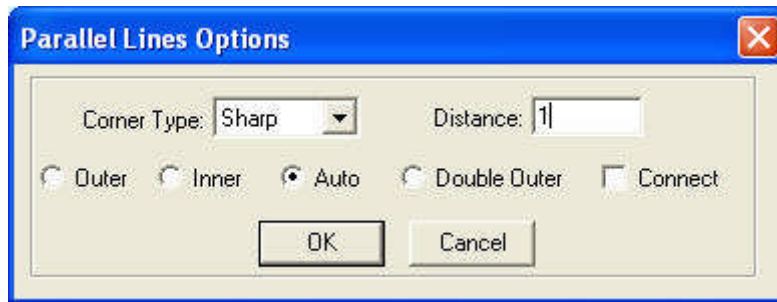 Parallel Lines Options
Corner Type: Sharp Distance: 1
Outer Inner Auto Double Outer Connect
OK Cancel